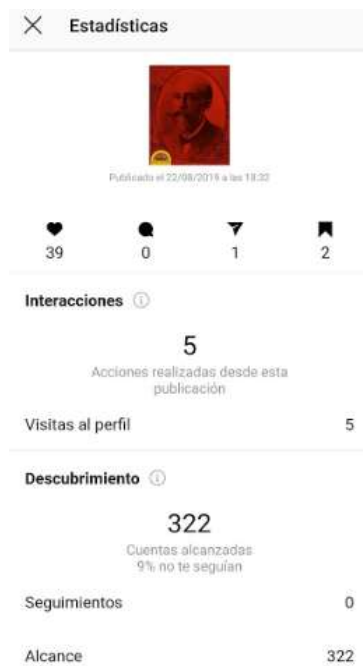 Estadísticas
Publicado el 22/08/2019 a las 18:32
39 0 1 2
Interacciones
5
Acciones realizadas desde esta
publicación
Visitas al perfil 5
Descubrimiento
322
Cuentas alcanzadas
9% no te seguían
Seguimientos 0
Alcance 322